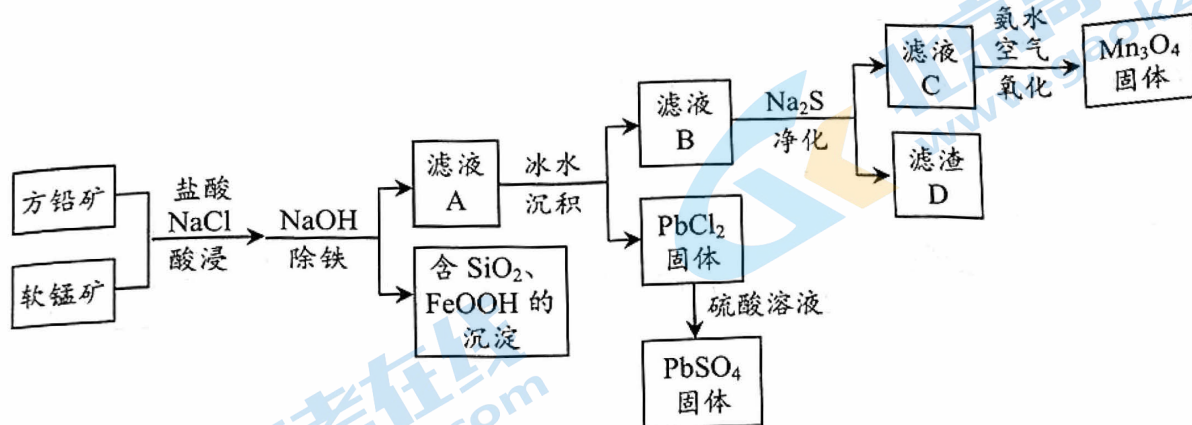 方铅矿
软锰矿
盐酸
NaCl
酸浸
NaOH
除铁
滤液
A
含 SiO₂、
FeOOH 的
沉淀
冰水
沉积
滤液
B
PbCl₂
固体
硫酸溶液
PbSO₄
固体
Na₂S
净化
滤液
C
滤渣
D
氨水
空气
氧化
Mn₃O₄
固体